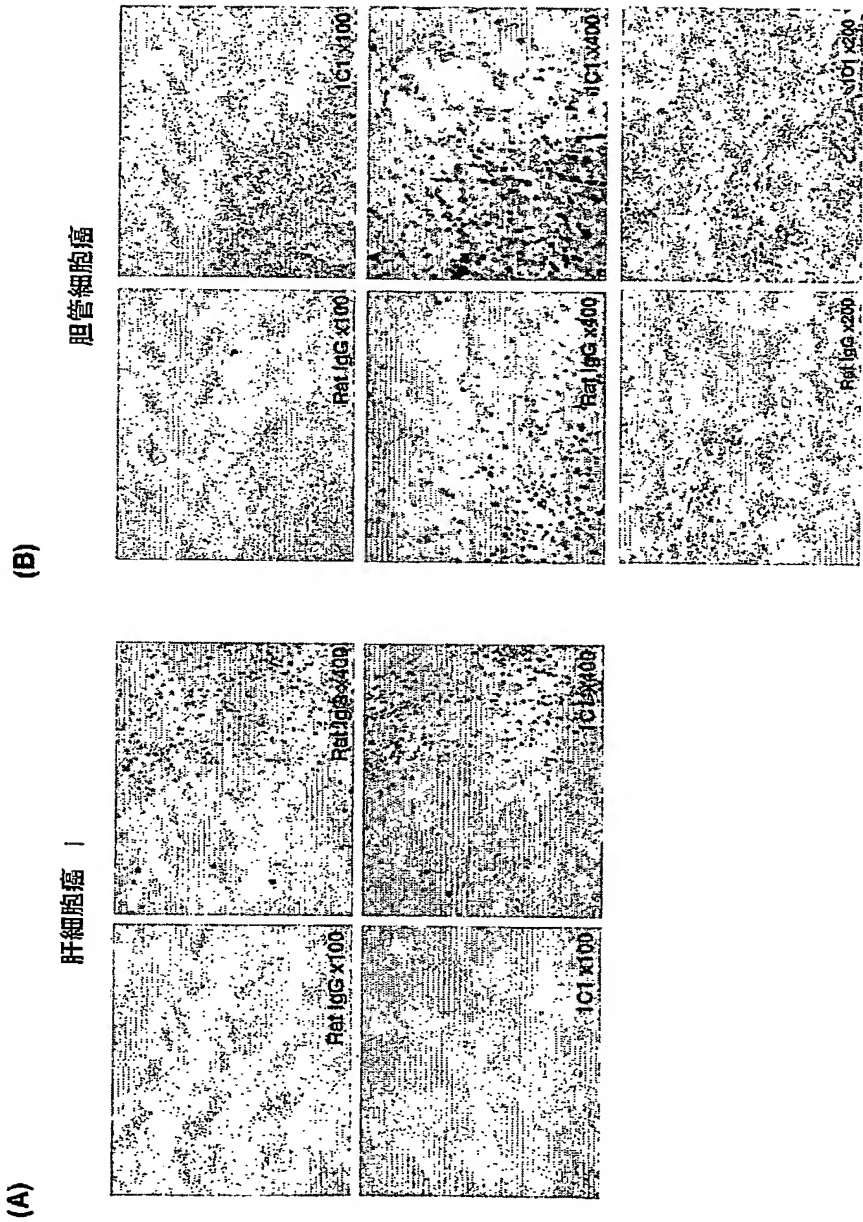 (A)
肝細胞癌
Rat IgG x100
Rat IgG x400
1C1 x100
1C1 x400
(B)
胆管細胞癌
Rat IgG x100
1C1 x100
Rat IgG x400
1C1 x400
Rat IgG x200
1C1 x200